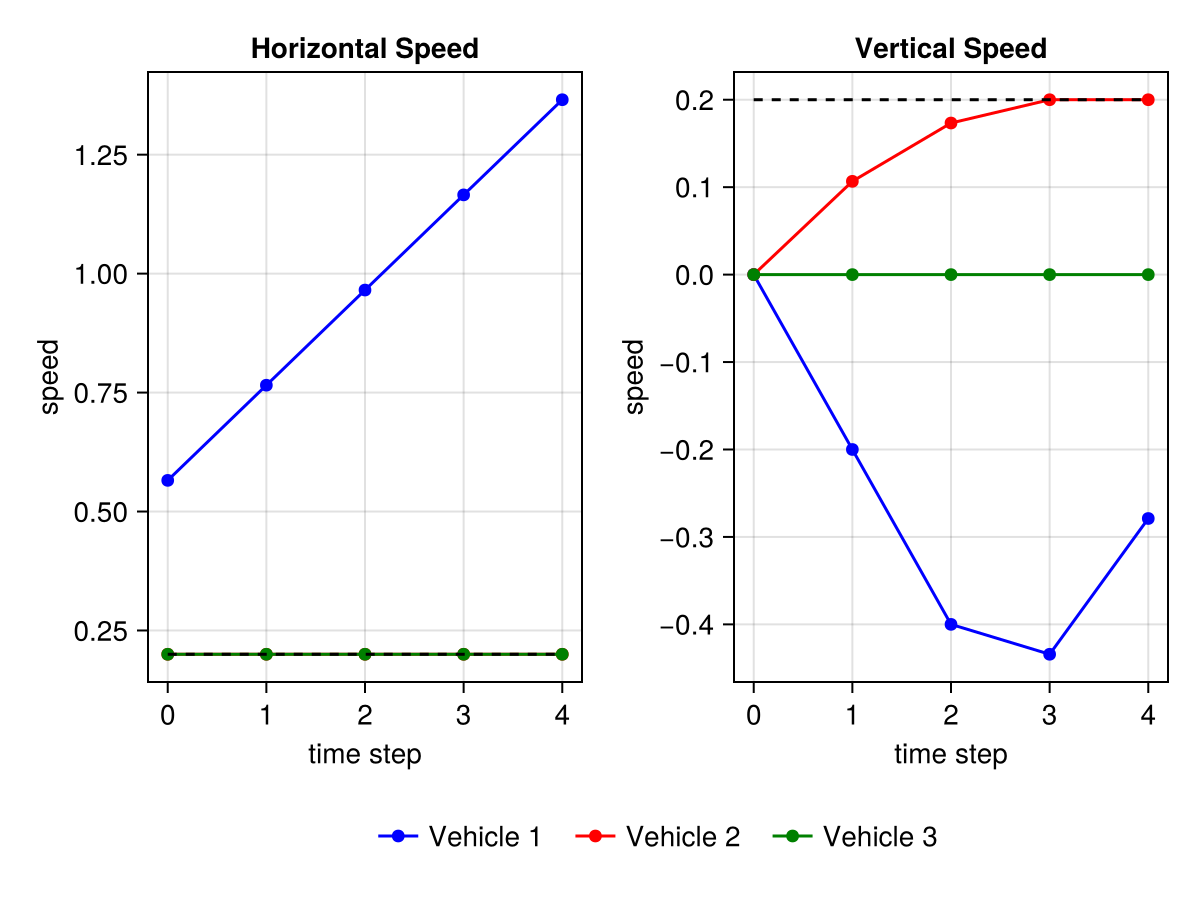 Horizontal Speed
speed
1.25
1.00
0.75
0.50
0.25
0 1 2 3 4
time step
Vertical Speed
speed
0.2
0.1
0.0
−0.1
−0.2
−0.3
−0.4
0 1 2 3 4
time step
Vehicle 1 Vehicle 2 Vehicle 3